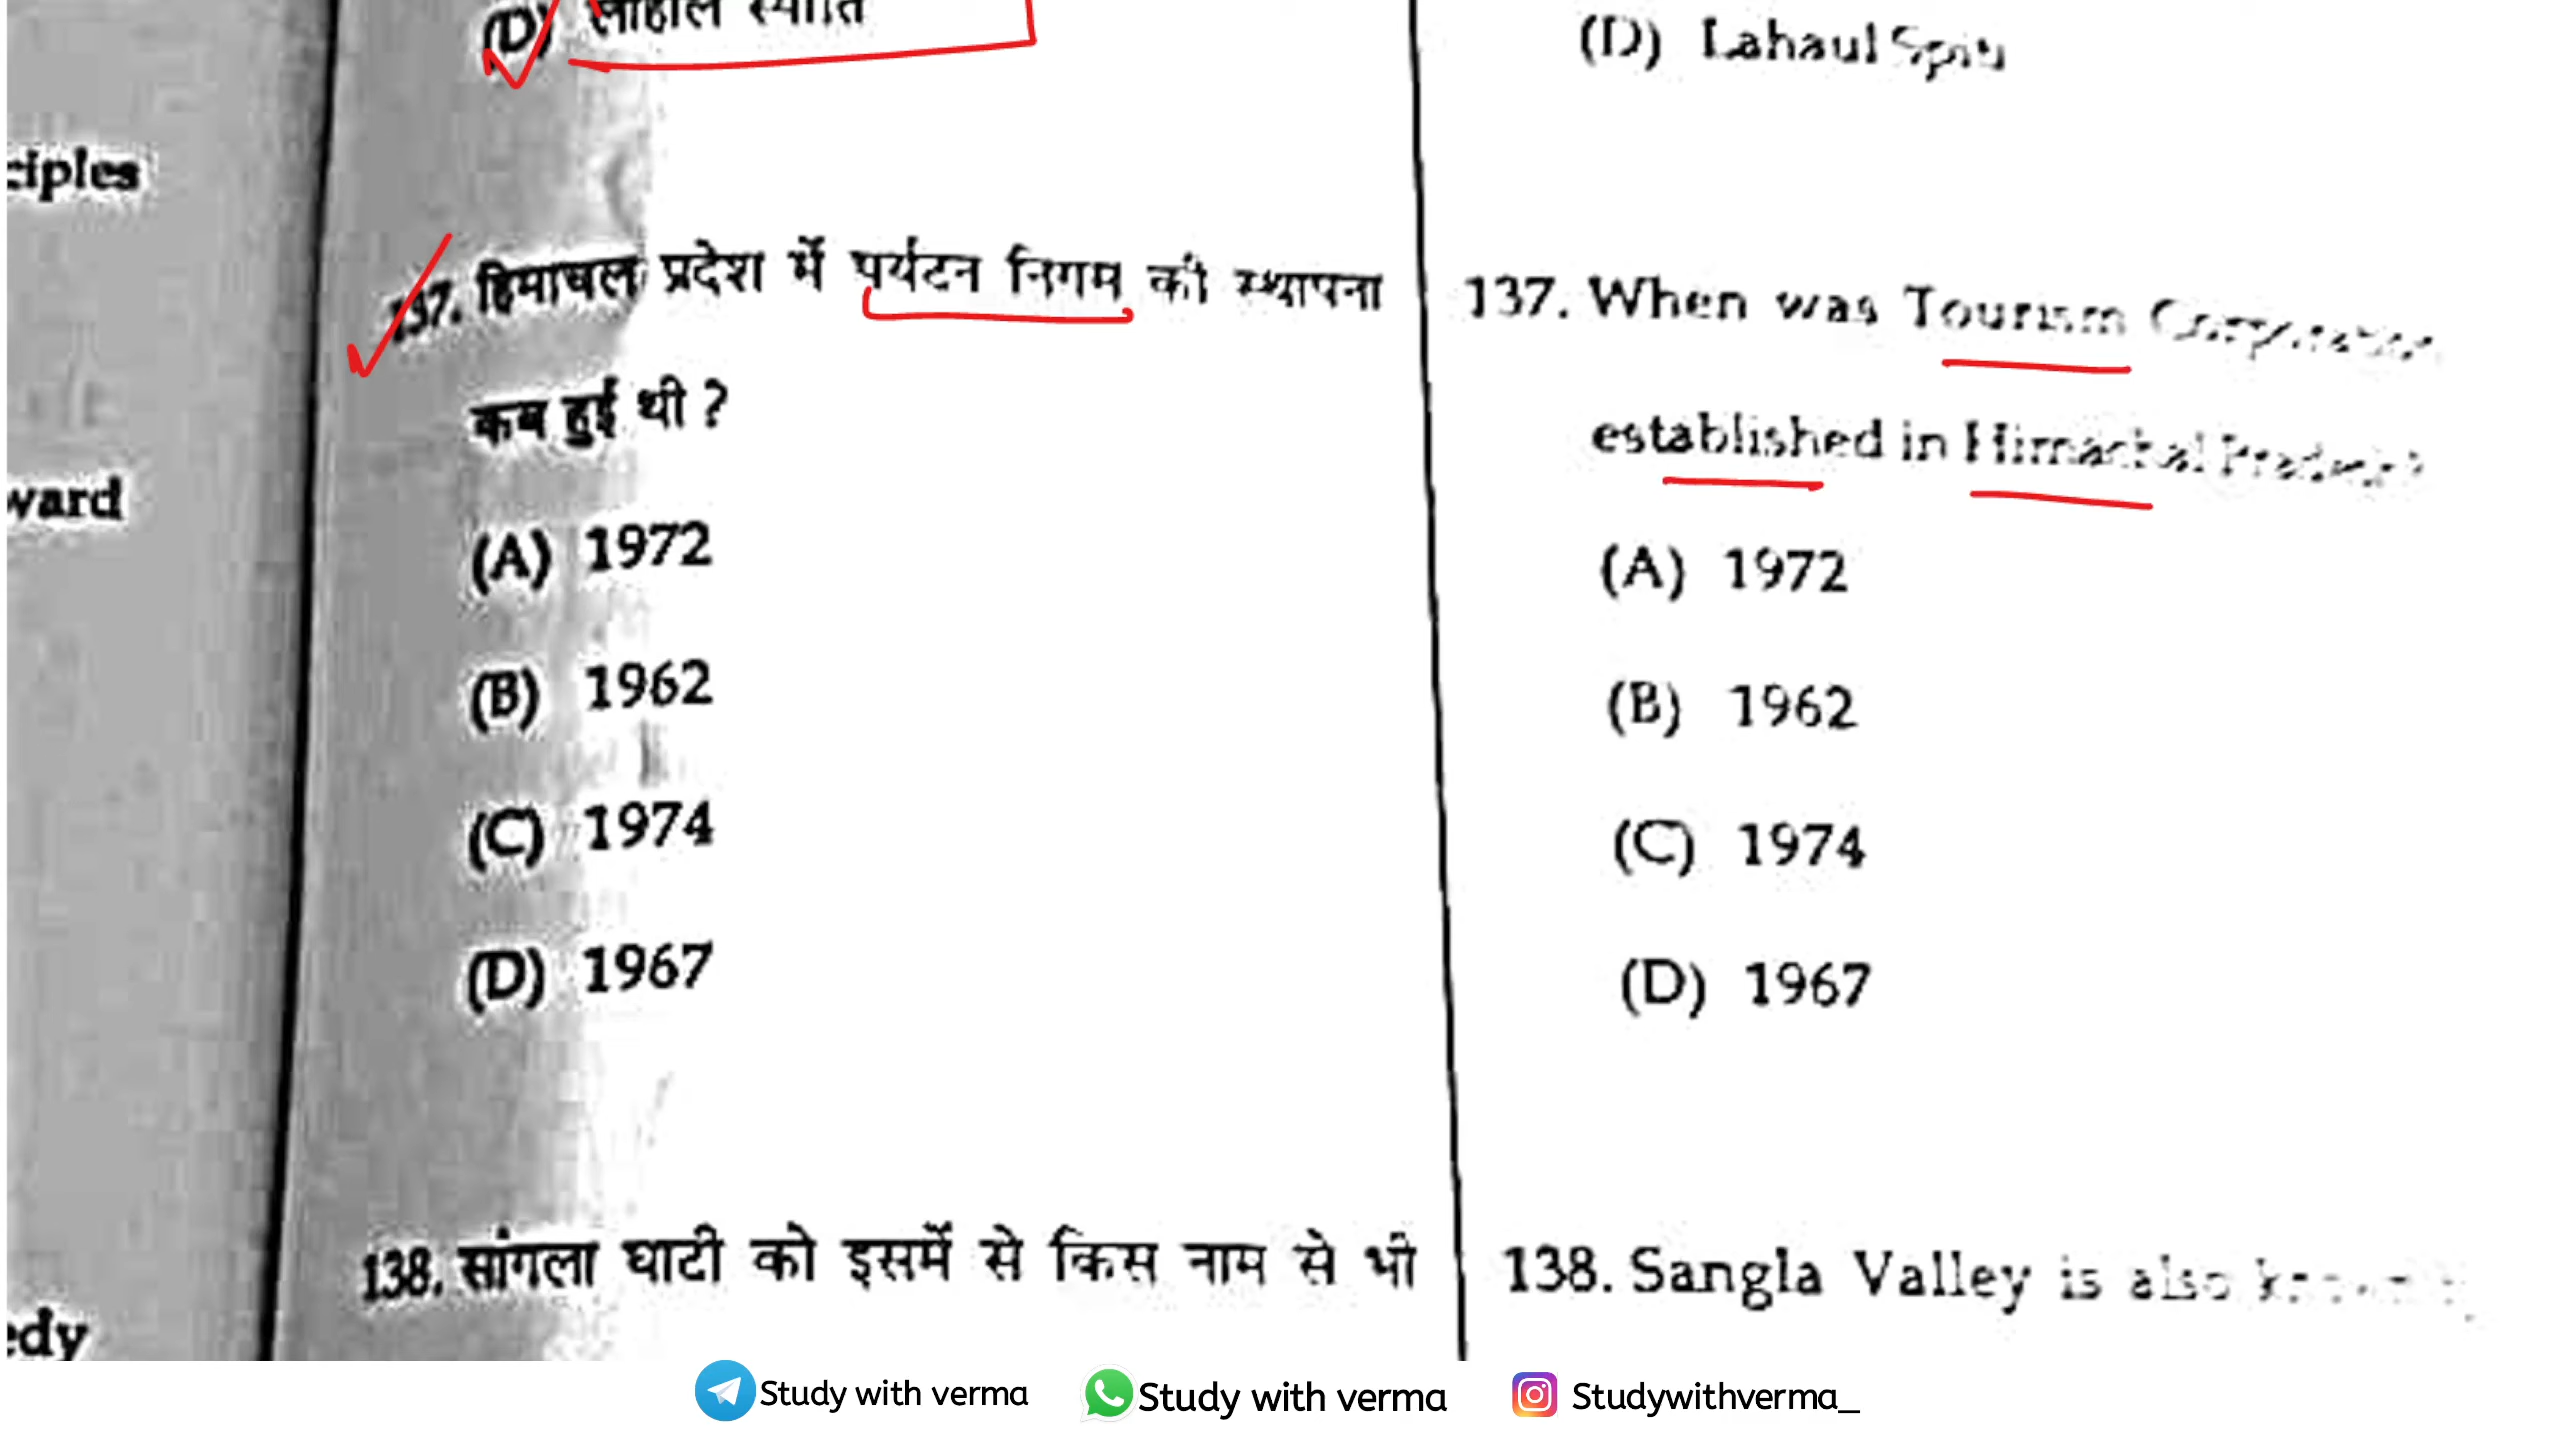 ciples
ward
edy
(D) लाहौल स्पीति
137. हिमाचल प्रदेश में पर्यटन निगम की स्थापना
कब हुई थी ?
(A) 1972
(B) 1962
(C) 1974
(D) 1967
138. सांगला घाटी को इसमें से किस नाम से भी
(D) Lahaul Spiti
137. When was Tourism
established in Himachal Pradesh
(A) 1972
(B) 1962
(C) 1974
(D) 1967
138. Sangla Valley is also
Study with verma
Study with verma
Studywithverma_